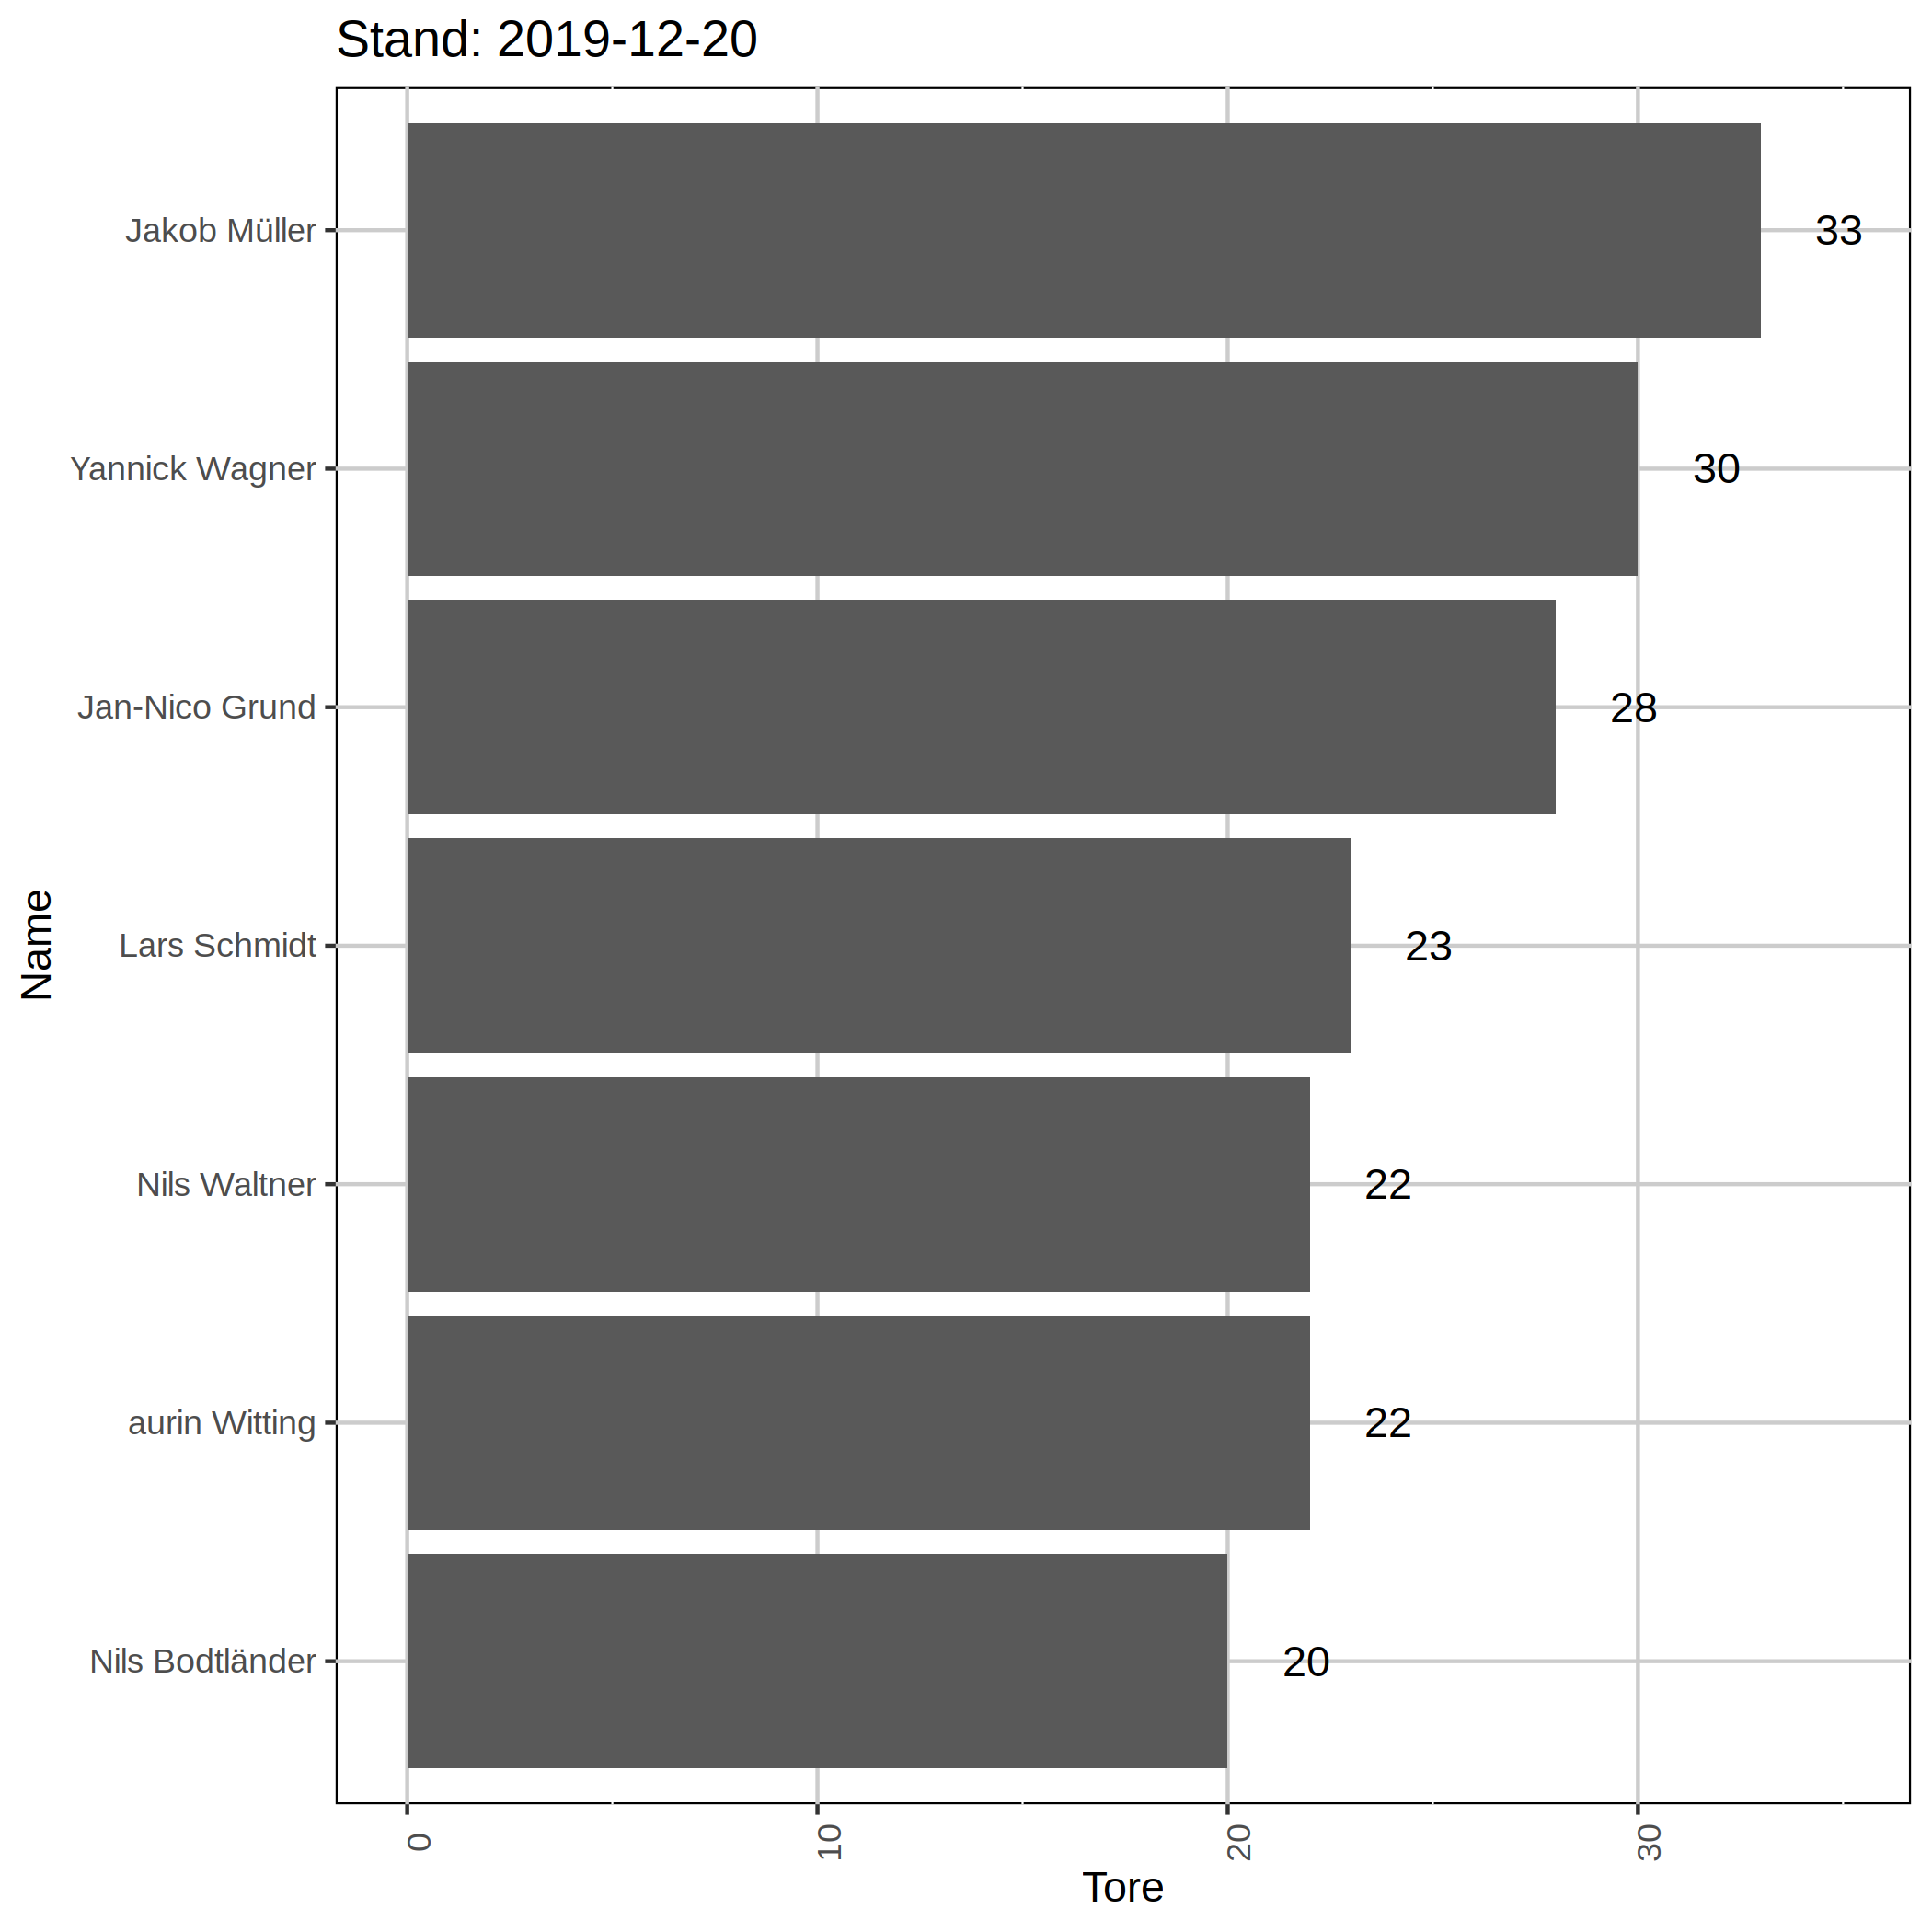 Stand: 2019-12-20
Jakob Müller 33
Yannick Wagner 30
Jan-Nico Grund 28
Lars Schmidt 23
Nils Waltner 22
aurin Witting 22
Nils Bodtländer 20
Name
0 10 20 30
Tore